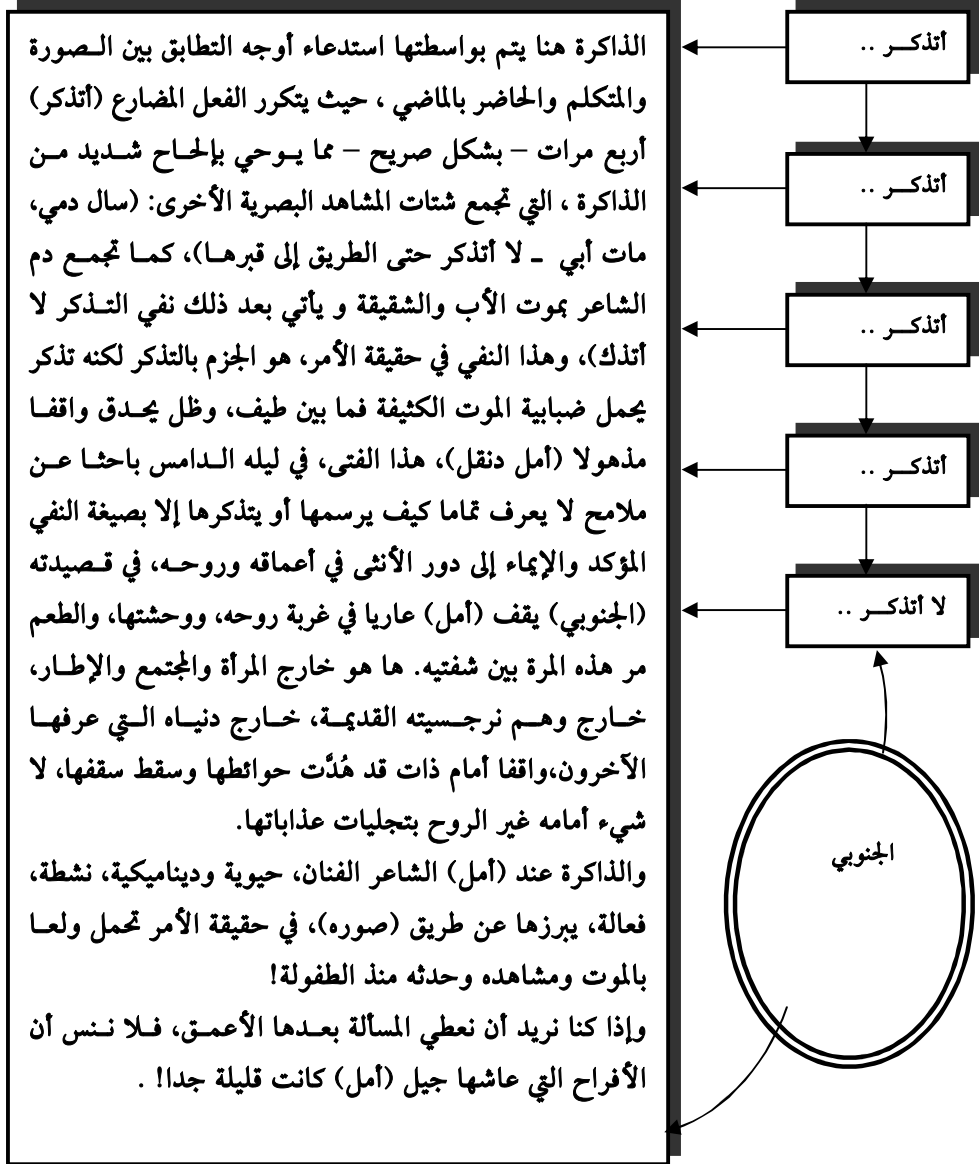 أتذكر ..
أتذكر ..
أتذكر ..
أتذكر ..
لا أتذكر ..
الجنوبي
الذاكرة هنا يتم بواسطتها استدعاء أوجه التطابق بين الصورة
والمتكلم والحاضر بالماضي ، حيث يتكرر الفعل المضارع (أتذكر)
أربع مرات – بشكل صريح – مما يوحي بإلحاح شديد من
الذاكرة ، التي تجمع شتات المشاهد البصرية الأخرى: (سال دمي،
مات أبي - لا أتذكر حتى الطريق إلى قبرها)، كما تجمع دم
الشاعر بموت الأب والشقيقة و يأتي بعد ذلك نفي التذكر لا
أتذك)، وهذا النفي في حقيقة الأمر، هو الجزم بالتذكر لكنه تذكر
يحمل ضبابية الموت الكثيفة فما بين طيف، وظل يحدق واقفا
مذهولا (أمل دنقل)، هذا الفتى، في ليله الدامس باحثا عن
ملامح لا يعرف تماما كيف يرسمها أو يتذكرها إلا بصيغة النفي
المؤكد والإيماء إلى دور الأنثى في أعماقه وروحه، في قصيدته
(الجنوبي) يقف (أمل) عاريا في غربة روحه، ووحشتها، والطعم
مر هذه المرة بين شفتيه. ها هو خارج المرأة والمجتمع والإطار،
خارج وهم نرجسيته القديمة، خارج دنياه التي عرفها
الآخرون،واقفا أمام ذات قد هُدَّت حوائطها وسقط سقفها، لا
شيء أمامه غير الروح بتجليات عذاباتها.
والذاكرة عند (أمل) الشاعر الفنان، حيوية وديناميكية، نشطة،
فعالة، يبرزها عن طريق (صوره)، في حقيقة الأمر تحمل ولعا
بالموت ومشاهده وحدثه منذ الطفولة!
وإذا كنا نريد أن نعطي المسألة بعدها الأعمق، فلا ننس أن
الأفراح التي عاشها جيل (أمل) كانت قليلة جدا! .